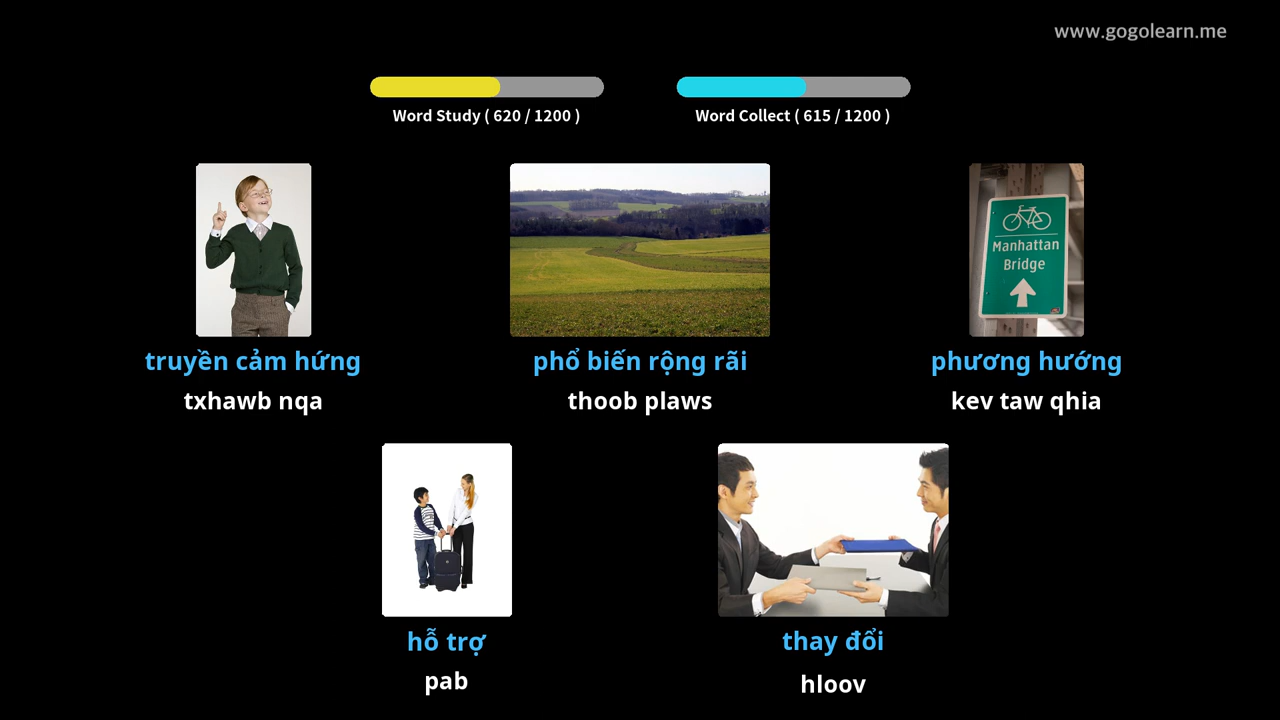 www.gogolearn.me
Word Study ( 620 / 1200 )
Word Collect ( 615 / 1200 )
Manhattan
Bridge
truyền cảm hứng
txhawb nqa
phổ biến rộng rãi
thoob plaws
phương hướng
kev taw qhia
hỗ trợ
pab
thay đổi
hloov